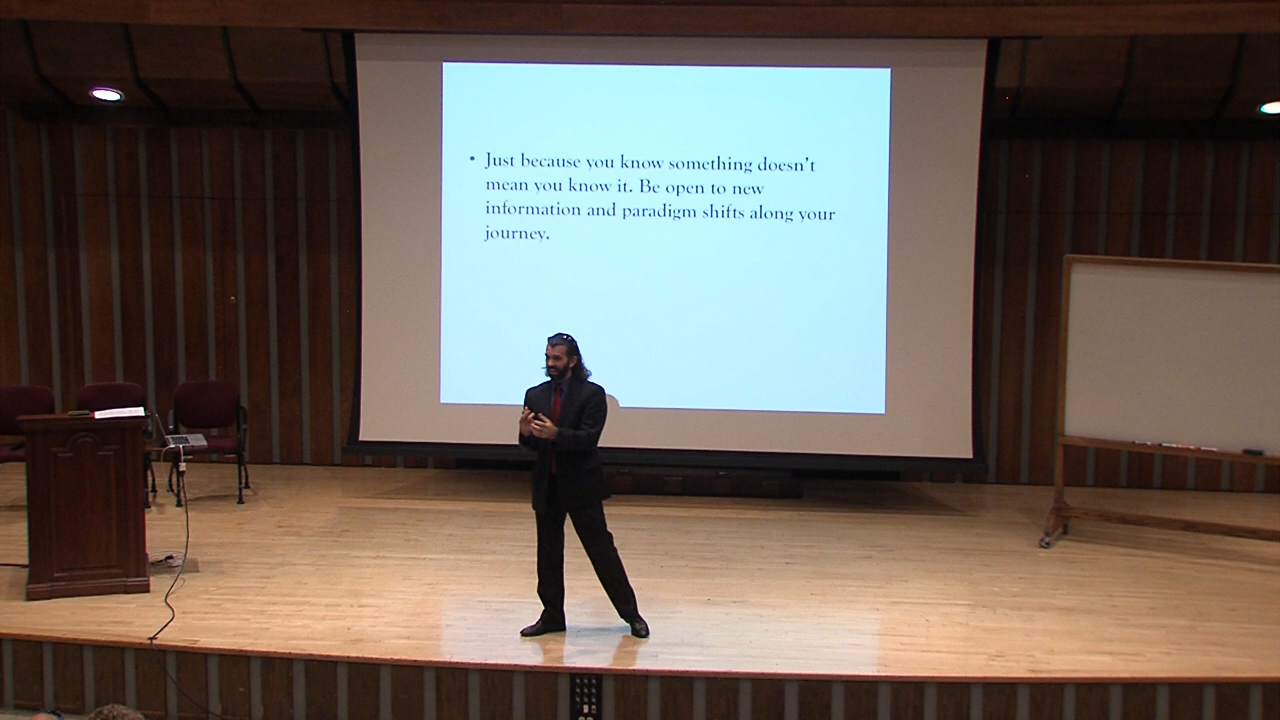 • Just because you know something doesn't
mean you know it. Be open to new
information and paradigm shifts along your
journey.